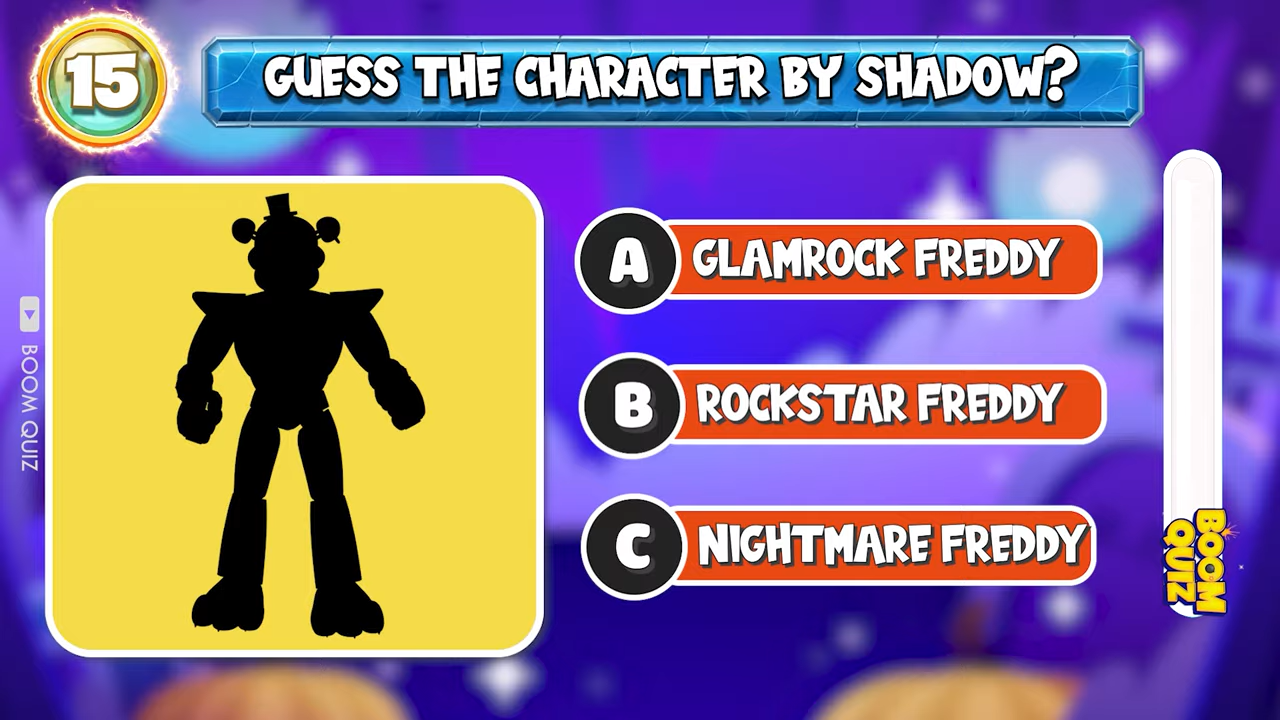 15
GUESS THE CHARACTER BY SHADOW?
A GLAMROCK FREDDY
B ROCKSTAR FREDDY
C NIGHTMARE FREDDY
BOOM QUIZ
BOOM
QUIZ